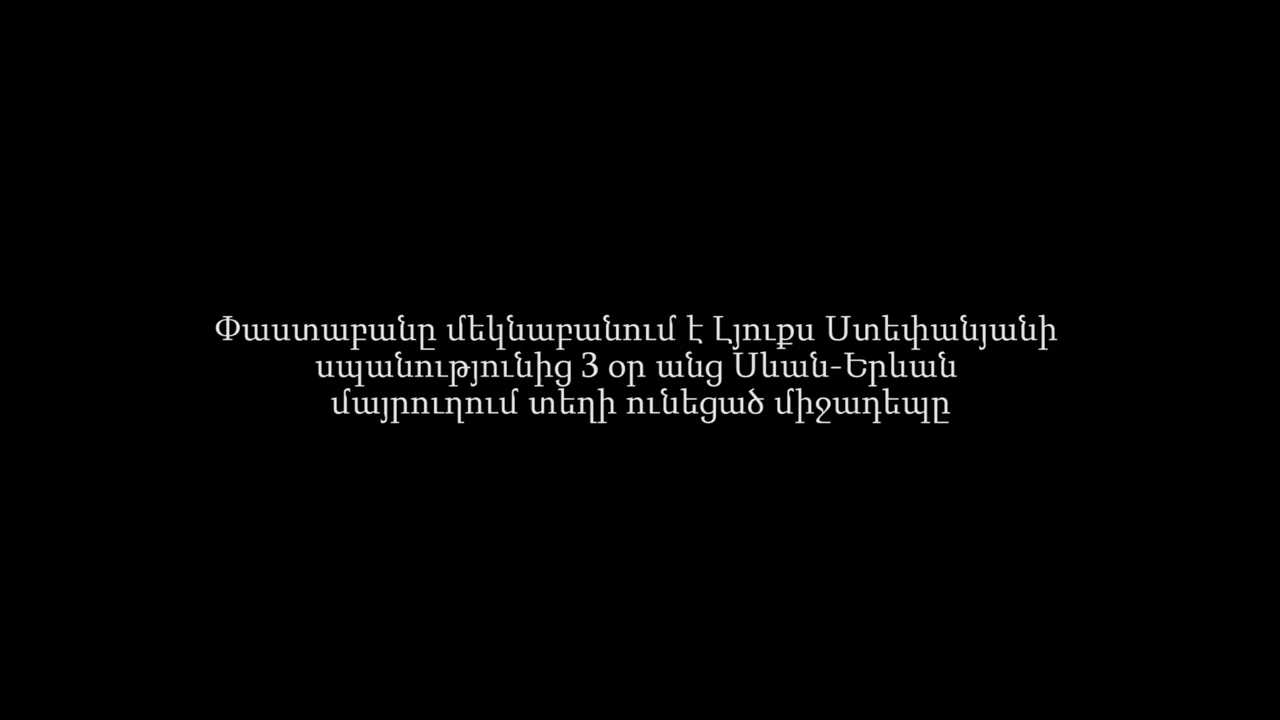 Փաստաբանը մեկնաբանում է Լյուքս Ստեփանյանի
սպանությունից 3 օր անց Սևան-Երևան
մայրուղում տեղի ունեցած միջադեպը